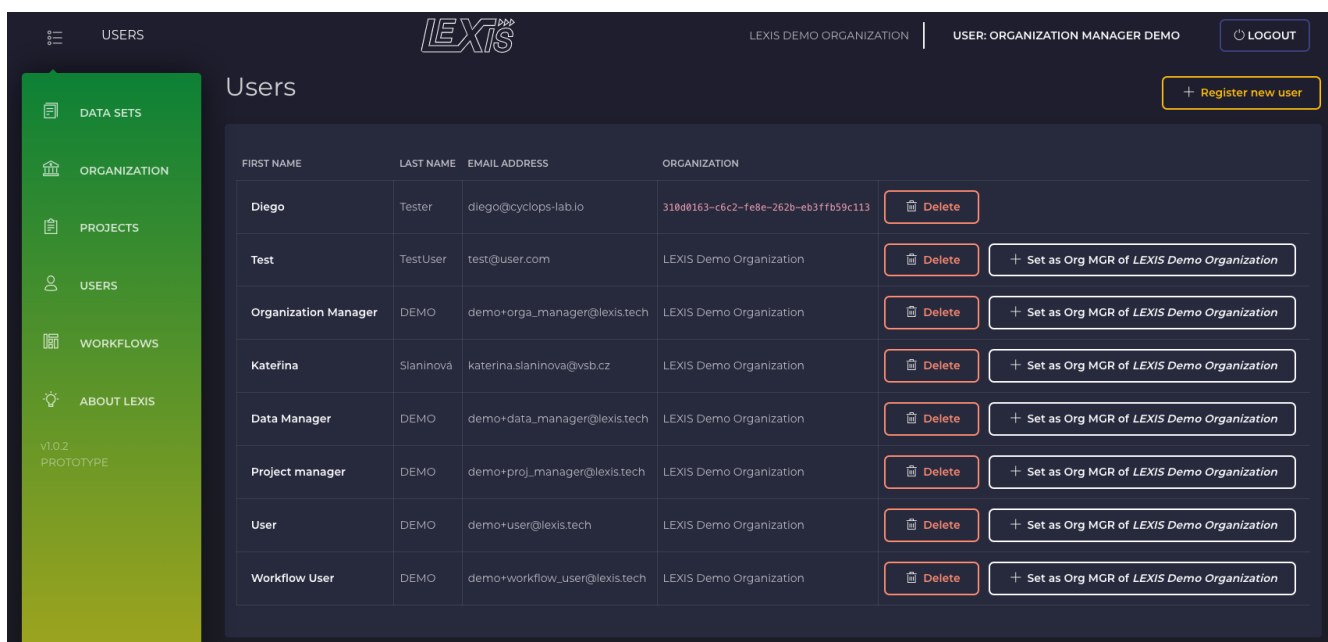 USERS
LEXIS
LEXIS DEMO ORGANIZATION
USER: ORGANIZATION MANAGER DEMO
LOGOUT
DATA SETS
ORGANIZATION
PROJECTS
USERS
WORKFLOWS
ABOUT LEXIS
v1.0.2
PROTOTYPE
Users
+ Register new user
FIRST NAME LAST NAME EMAIL ADDRESS ORGANIZATION
Diego Tester diego@cyclops-lab.io 310d0163-c6c2-fe8e-262b-eb3ffb59c113 Delete
Test TestUser test@user.com LEXIS Demo Organization Delete + Set as Org MGR of LEXIS Demo Organization
Organization Manager DEMO demo+orga_manager@lexis.tech LEXIS Demo Organization Delete + Set as Org MGR of LEXIS Demo Organization
Kateřina Slaninová katerina.slaninova@vsb.cz LEXIS Demo Organization Delete + Set as Org MGR of LEXIS Demo Organization
Data Manager DEMO demo+data_manager@lexis.tech LEXIS Demo Organization Delete + Set as Org MGR of LEXIS Demo Organization
Project manager DEMO demo+proj_manager@lexis.tech LEXIS Demo Organization Delete + Set as Org MGR of LEXIS Demo Organization
User DEMO demo+user@lexis.tech LEXIS Demo Organization Delete + Set as Org MGR of LEXIS Demo Organization
Workflow User DEMO demo+workflow_user@lexis.tech LEXIS Demo Organization Delete + Set as Org MGR of LEXIS Demo Organization